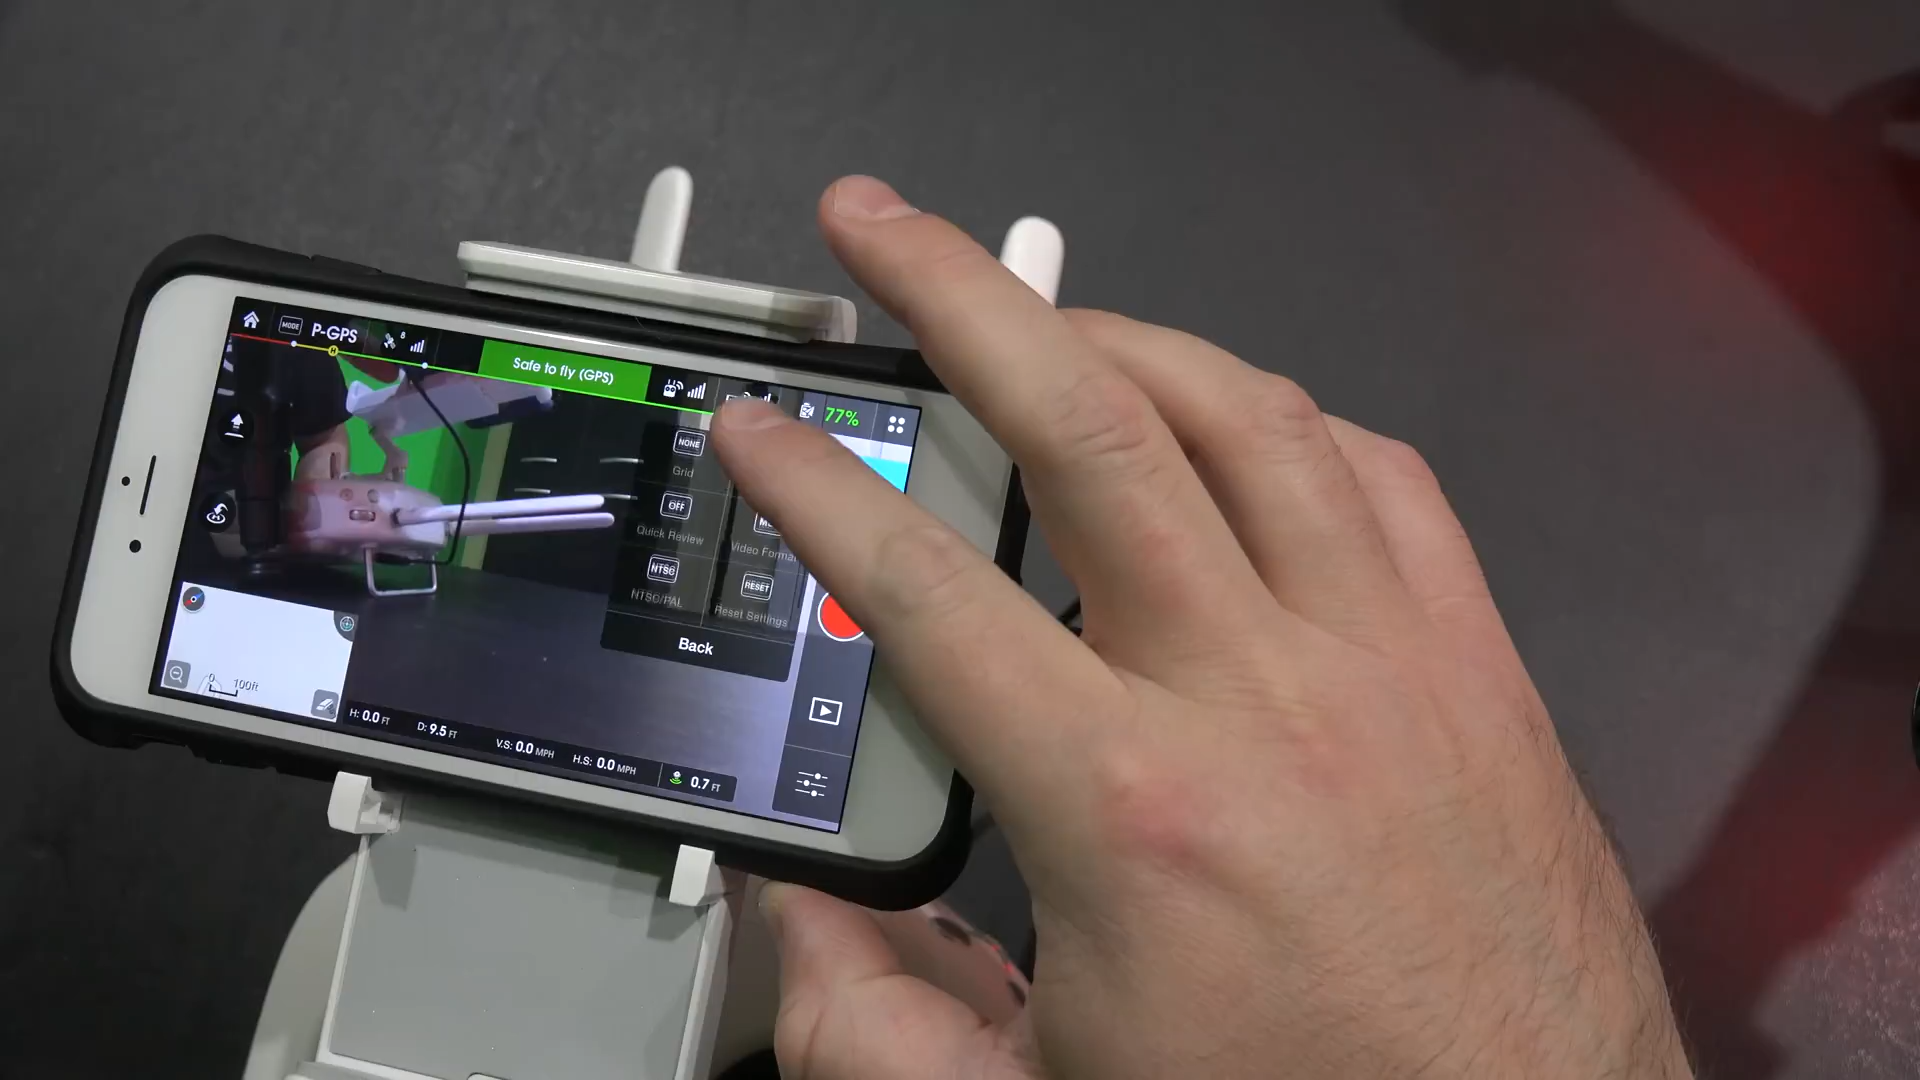 MODE P-GPS 8
Safe to fly (GPS)
77%
NONE
Grid
OFF
Quick Review
Video Format
NTSC
NTSC/PAL
RESET
Reset Settings
Back
0 100ft
H: 0.0 FT D: 9.5 FT V.S: 0.0 MPH H.S: 0.0 MPH 0.7 FT